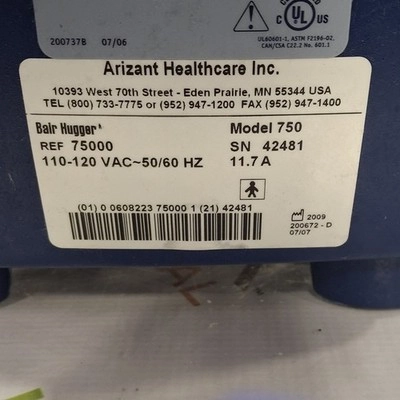 200737B 07/06
C UL US
UL60601-1, ASTM F2196-02,
CAN/CSA C22.2 No. 601.1
Arizant Healthcare Inc.
10393 West 70th Street - Eden Prairie, MN 55344 USA
TEL (800) 733-7775 or (952) 947-1200 FAX (952) 947-1400
Bair Hugger® Model 750
REF 75000 SN 42481
110-120 VAC~50/60 HZ 11.7 A
(01) 0 0608223 75000 1 (21) 42481
2009
200672 - D
07/07